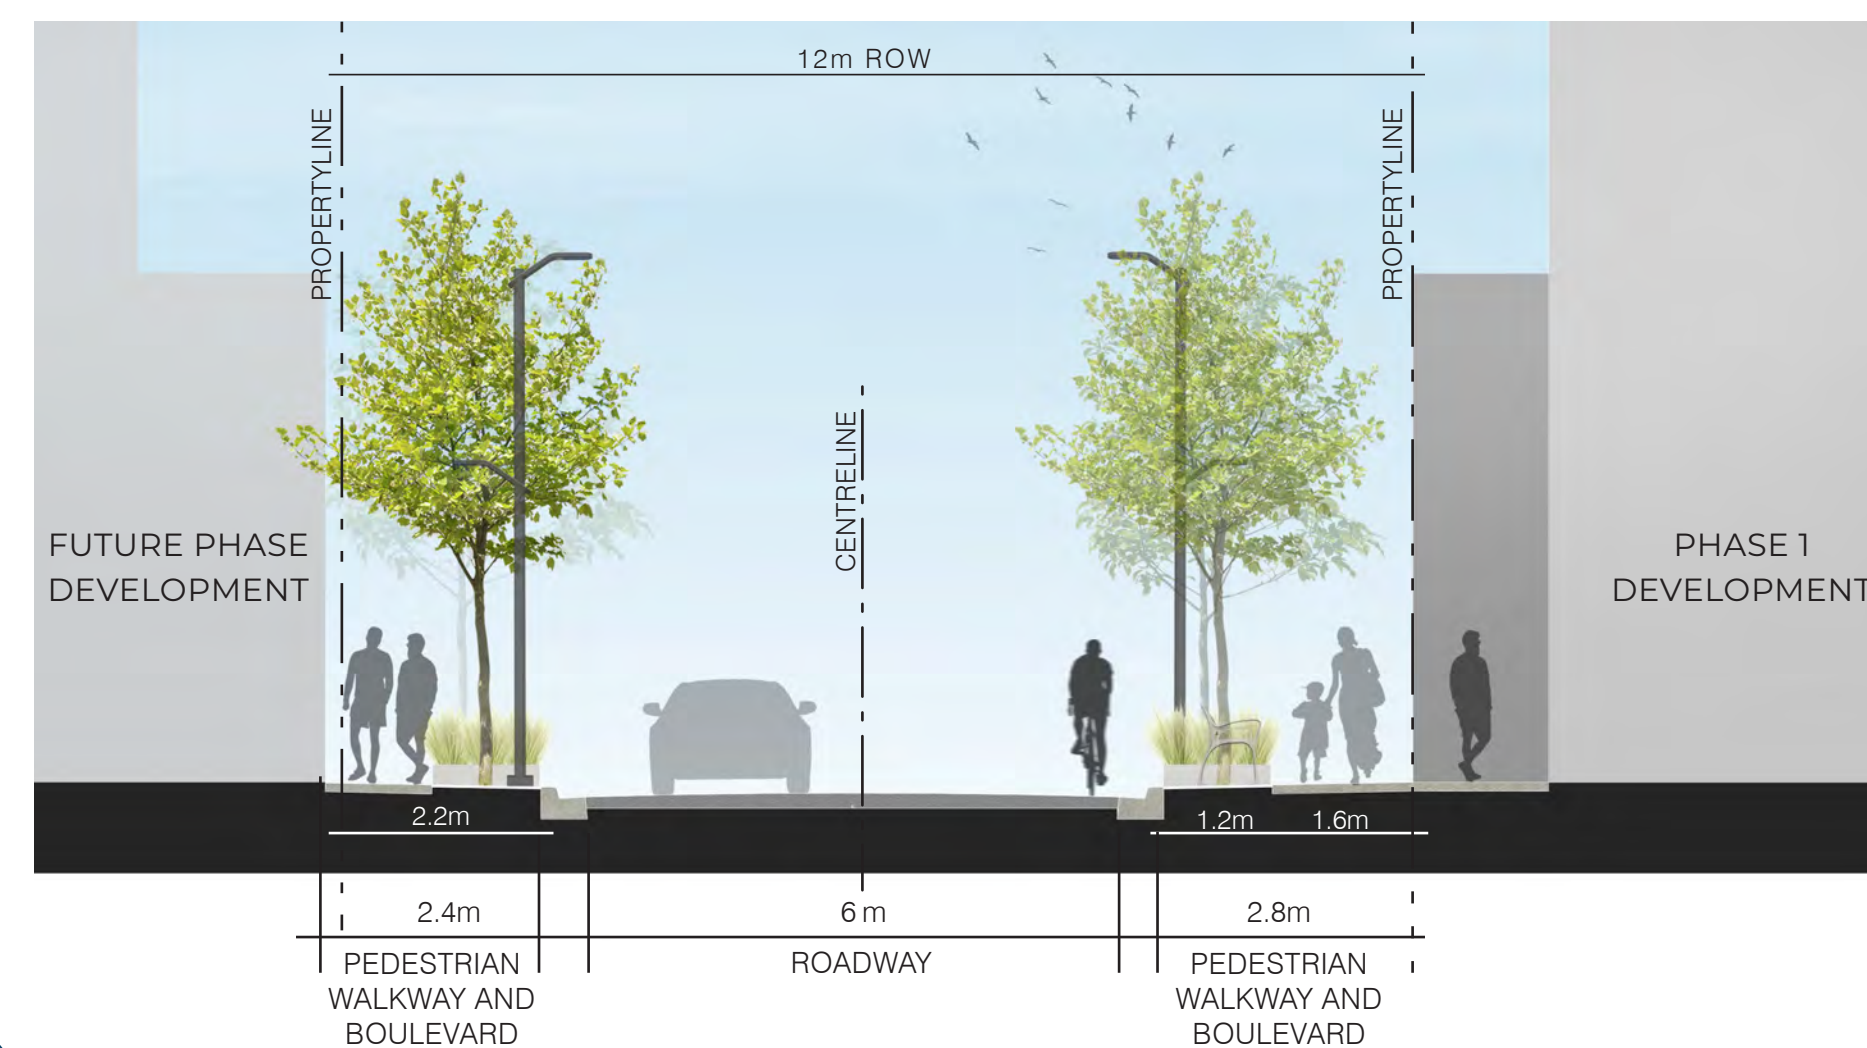 12m ROW
PROPERTYLINE
PROPERTYLINE
CENTRELINE
FUTURE PHASE
DEVELOPMENT
PHASE 1
DEVELOPMENT
2.2m
1.2m
1.6m
2.4m
6 m
2.8m
PEDESTRIAN
WALKWAY AND
BOULEVARD
ROADWAY
PEDESTRIAN
WALKWAY AND
BOULEVARD